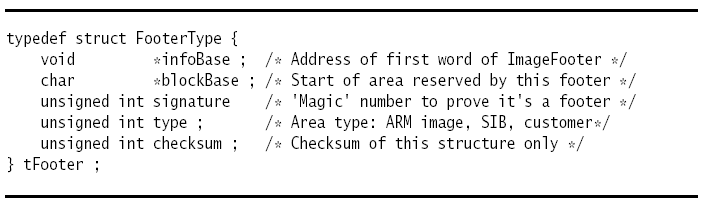 typedef struct FooterType {
    void         *infoBase ;  /* Address of first word of ImageFooter */
    char         *blockBase ; /* Start of area reserved by this footer */
    unsigned int signature    /* 'Magic' number to prove it's a footer */
    unsigned int type ;       /* Area type: ARM image, SIB, customer*/
    unsigned int checksum ;   /* Checksum of this structure only */
} tFooter ;